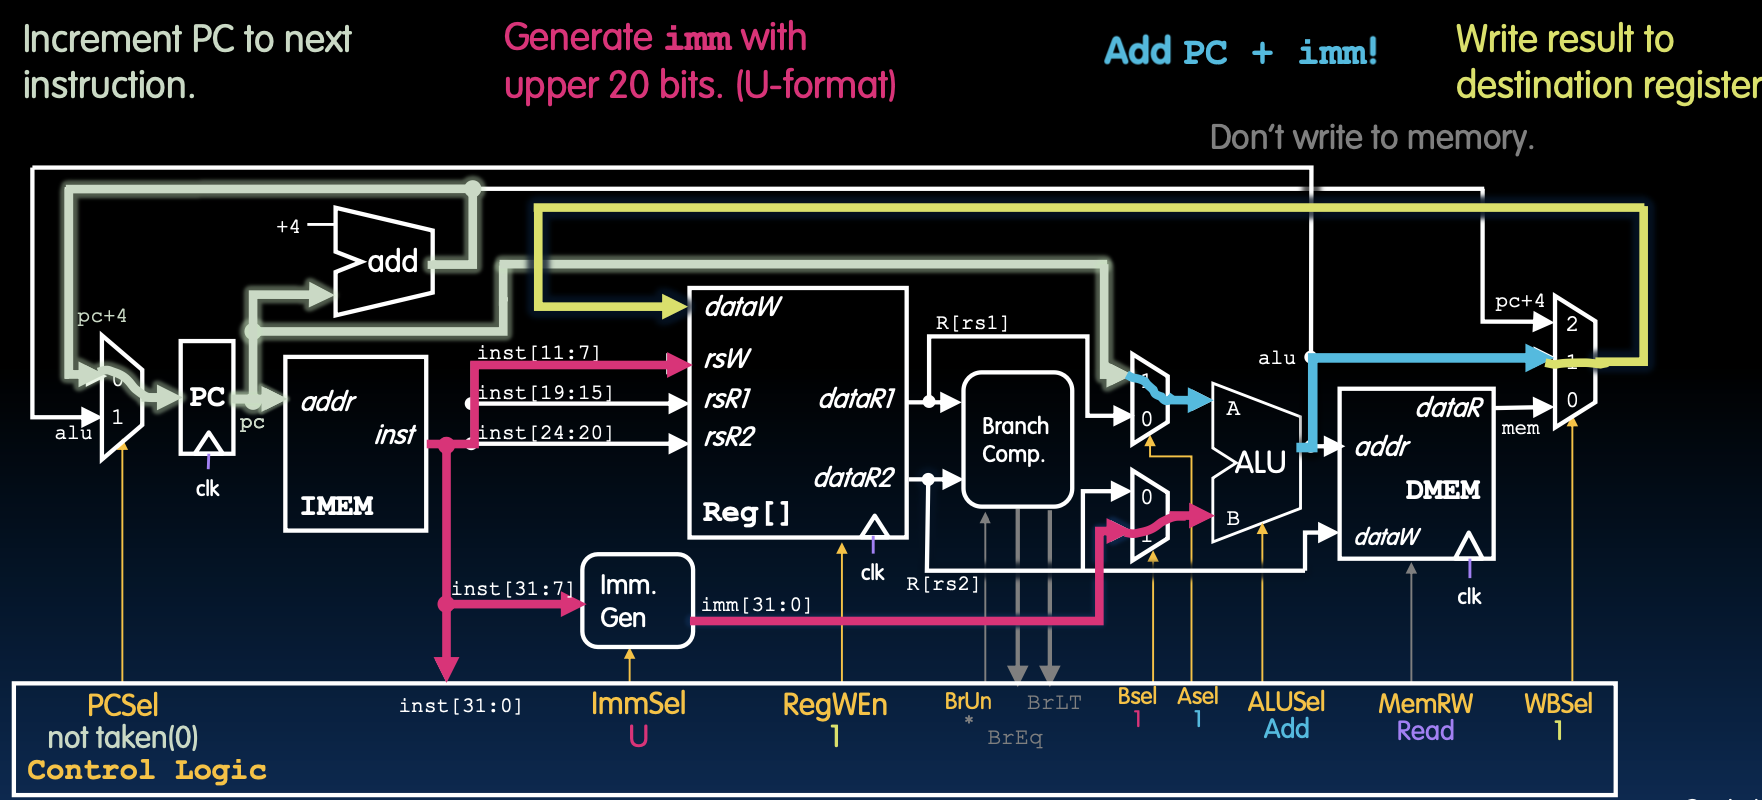 Increment PC to next
instruction.
Generate imm with
upper 20 bits. (U-format)
Add PC + imm!
Write result to
destination register
Don't write to memory.
+4
add
pc+4
0
1
alu
PC
clk
pc
addr
inst
IMEM
inst[11:7]
inst[19:15]
inst[24:20]
inst[31:7]
dataW
rsW
rsR1
rsR2
dataR1
dataR2
Reg[]
clk
Imm.
Gen
imm[31:0]
R[rs1]
R[rs2]
Branch
Comp.
1
0
0
1
A
ALU
B
alu
addr
dataR
DMEM
dataW
clk
pc+4
2
1
0
mem
PCSel
not taken(0)
Control Logic
inst[31:0]
ImmSel
U
RegWEn
1
BrUn
*
BrEq
BrLT
Bsel
1
Asel
1
ALUSel
Add
MemRW
Read
WBSel
1